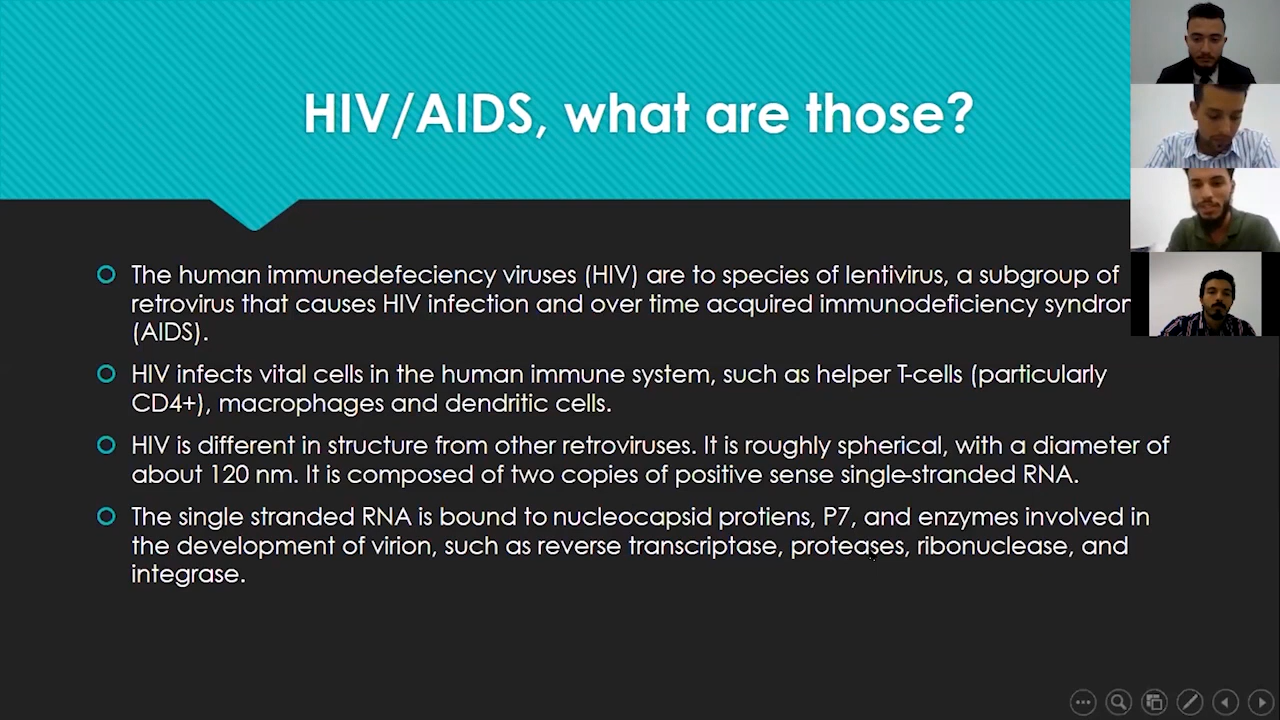 HIV/AIDS, what are those?
The human immunedefeciency viruses (HIV) are to species of lentivirus, a subgroup of
retrovirus that causes HIV infection and over time acquired immunodeficiency
(AIDS).
HIV infects vital cells in the human immune system, such as helper T-cells (particularly
CD4+), macrophages and dendritic cells.
HIV is different in structure from other retroviruses. It is roughly spherical, with a diameter of
about 120 nm. It is composed of two copies of positive sense single-stranded RNA.
The single stranded RNA is bound to nucleocapsid protiens, P7, and enzymes involved in
the development of virion, such as reverse transcriptase, proteases, ribonuclease, and
integrase.